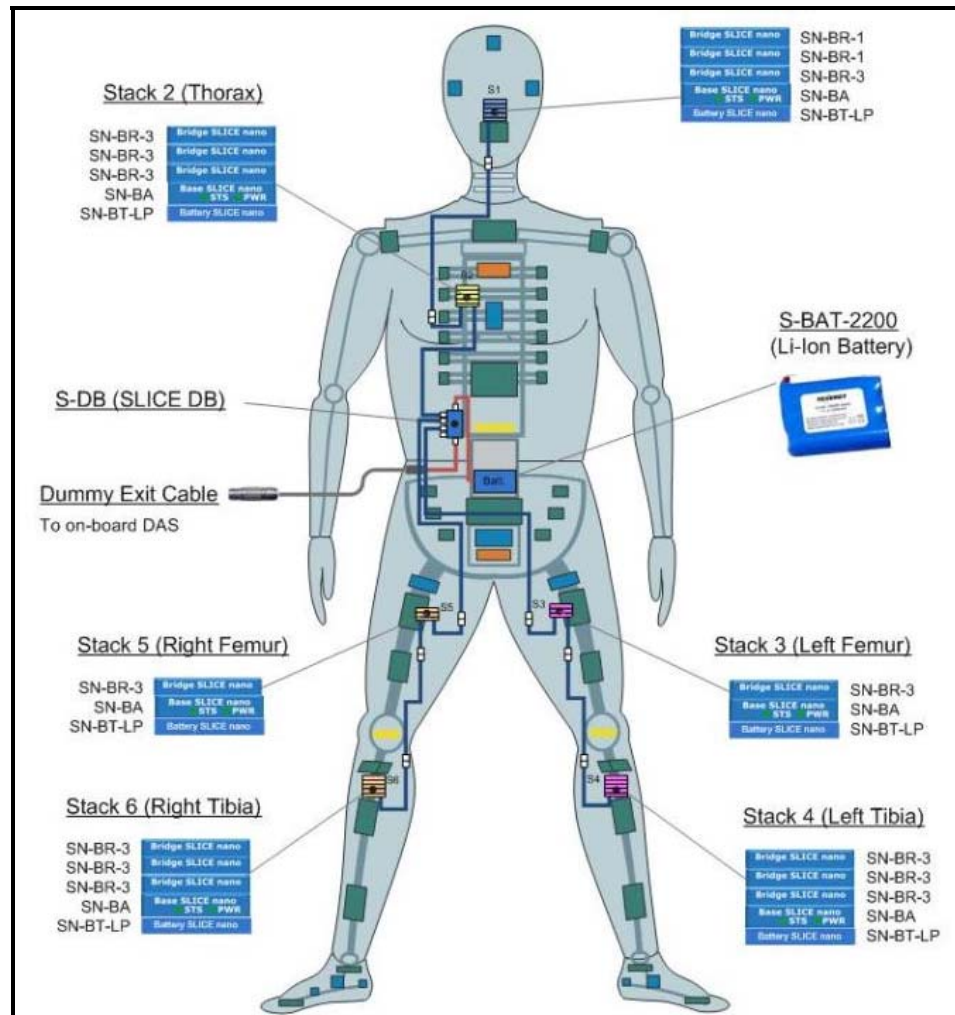 SN-BR-1
SN-BR-1
SN-BR-3
SN-BA
SN-BT-LP
Bridge SLICE nano
Bridge SLICE nano
Bridge SLICE nano
Base SLICE nano
STS PWR
Battery SLICE nano
S1
Stack 2 (Thorax)
SN-BR-3
SN-BR-3
SN-BR-3
SN-BA
SN-BT-LP
Bridge SLICE nano
Bridge SLICE nano
Bridge SLICE nano
Base SLICE nano
STS PWR
Battery SLICE nano
S-BAT-2200
(Li-Ion Battery)
S-DB (SLICE DB)
Batt.
Dummy Exit Cable
To on-board DAS
S5
S3
Stack 5 (Right Femur)
SN-BR-3
SN-BA
SN-BT-LP
Bridge SLICE nano
Base SLICE nano
STS PWR
Battery SLICE nano
Stack 3 (Left Femur)
Bridge SLICE nano
Base SLICE nano
STS PWR
Battery SLICE nano
SN-BR-3
SN-BA
SN-BT-LP
S6
S4
Stack 6 (Right Tibia)
SN-BR-3
SN-BR-3
SN-BR-3
SN-BA
SN-BT-LP
Bridge SLICE nano
Bridge SLICE nano
Bridge SLICE nano
Base SLICE nano
STS PWR
Battery SLICE nano
Stack 4 (Left Tibia)
Bridge SLICE nano
Bridge SLICE nano
Bridge SLICE nano
Base SLICE nano
STS PWR
Battery SLICE nano
SN-BR-3
SN-BR-3
SN-BR-3
SN-BA
SN-BT-LP